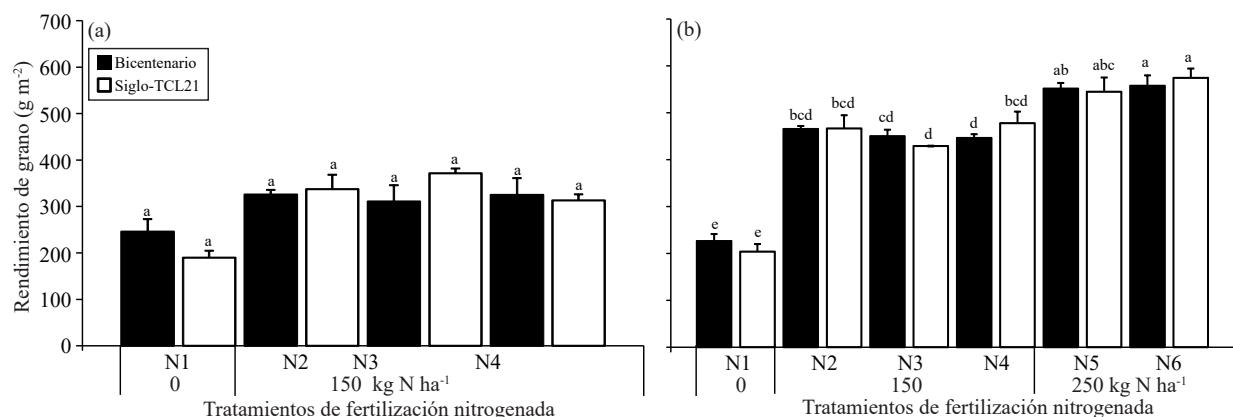 (a)
Bicentenario
Siglo-TCL21
Rendimiento de grano (g m⁻²)
700
600
500
400
300
200
100
0
a a a a a a a a
N1 N2 N3 N4
0 150 kg N ha⁻¹
Tratamientos de fertilización nitrogenada
(b)
e e bcd bcd cd d d bcd ab abc a a
N1 N2 N3 N4 N5 N6
0 150 250 kg N ha⁻¹
Tratamientos de fertilización nitrogenada